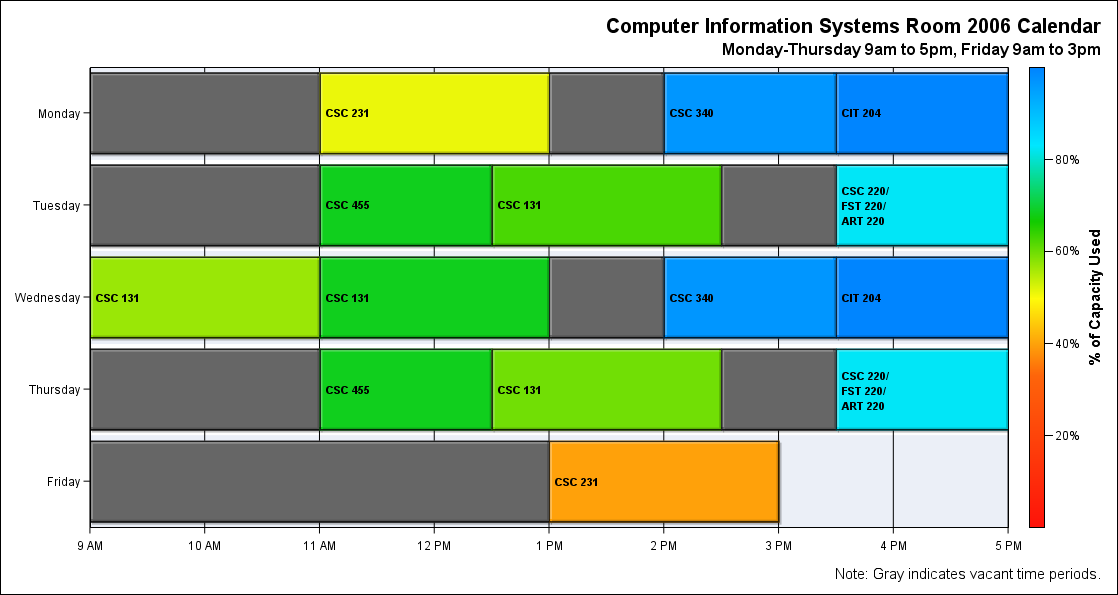 Computer Information Systems Room 2006 Calendar
Monday-Thursday 9am to 5pm, Friday 9am to 3pm
Monday
CSC 231
CSC 340
CIT 204
Tuesday
CSC 455
CSC 131
CSC 220/
FST 220/
ART 220
Wednesday
CSC 131
CSC 131
CSC 340
CIT 204
Thursday
CSC 455
CSC 131
CSC 220/
FST 220/
ART 220
Friday
CSC 231
9 AM
10 AM
11 AM
12 PM
1 PM
2 PM
3 PM
4 PM
5 PM
80%
60%
40%
20%
% of Capacity Used
Note: Gray indicates vacant time periods.